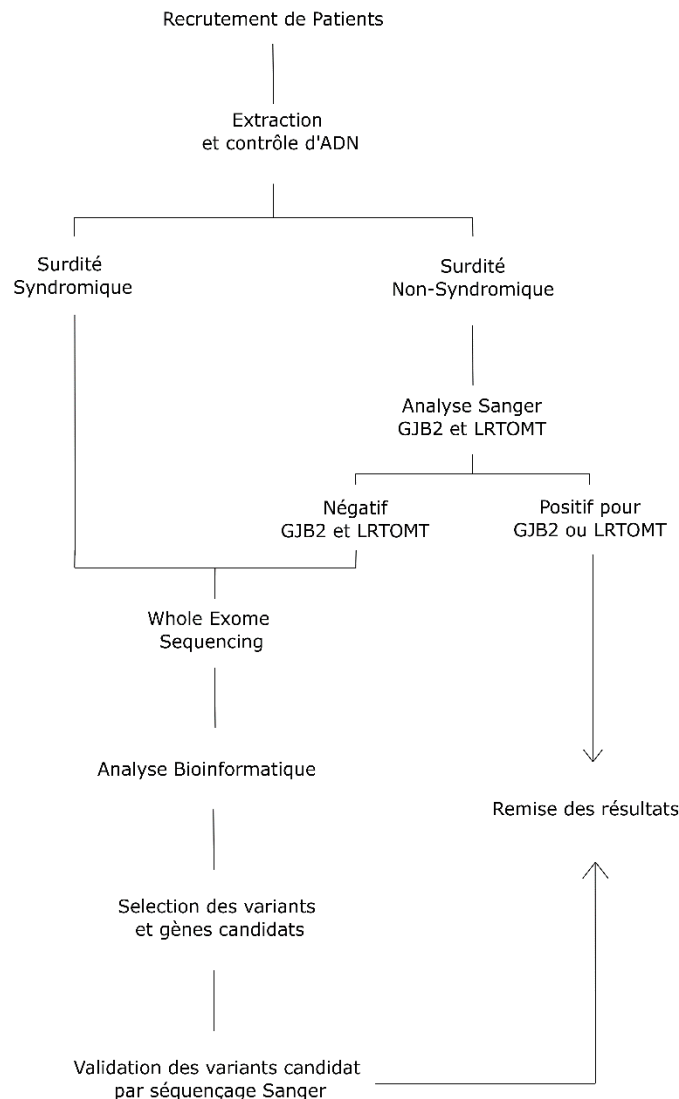 Recrutement de Patients
Extraction
et contrôle d'ADN
Surdité
Syndromique
Surdité
Non-Syndromique
Analyse Sanger
GJB2 et LRTOMT
Négatif
GJB2 et LRTOMT
Positif pour
GJB2 ou LRTOMT
Whole Exome
Sequencing
Analyse Bioinformatique
Remise des résultats
Selection des variants
et gènes candidats
Validation des variants candidat
par séquençage Sanger